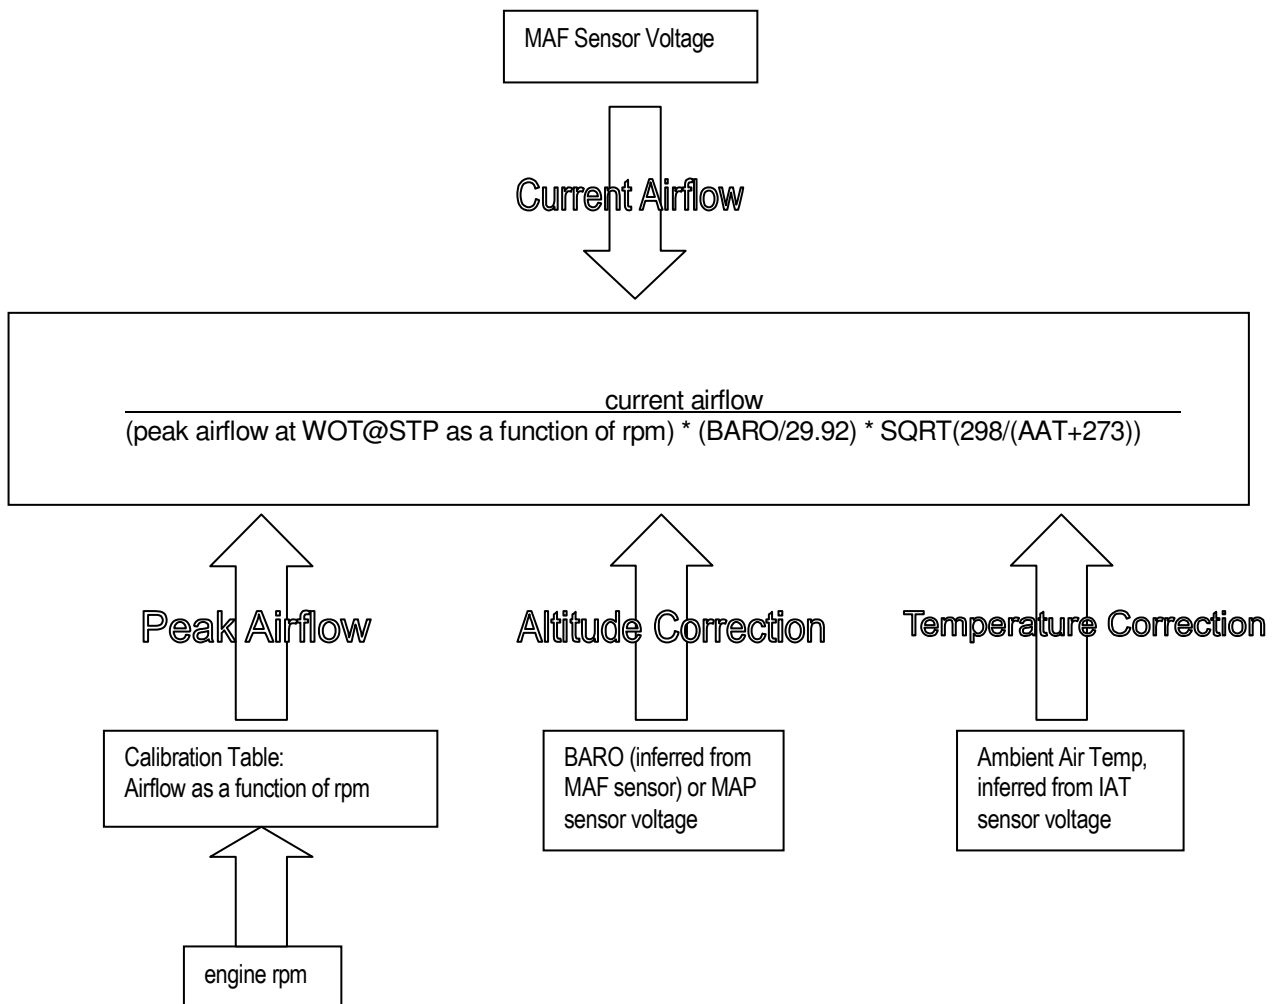 MAF Sensor Voltage
Current Airflow
current airflow
(peak airflow at WOT@STP as a function of rpm) * (BARO/29.92) * SQRT(298/(AAT+273))
Peak Airflow
Altitude Correction
Temperature Correction
Calibration Table:
Airflow as a function of rpm
BARO (inferred from
MAF sensor) or MAP
sensor voltage
Ambient Air Temp,
inferred from IAT
sensor voltage
engine rpm